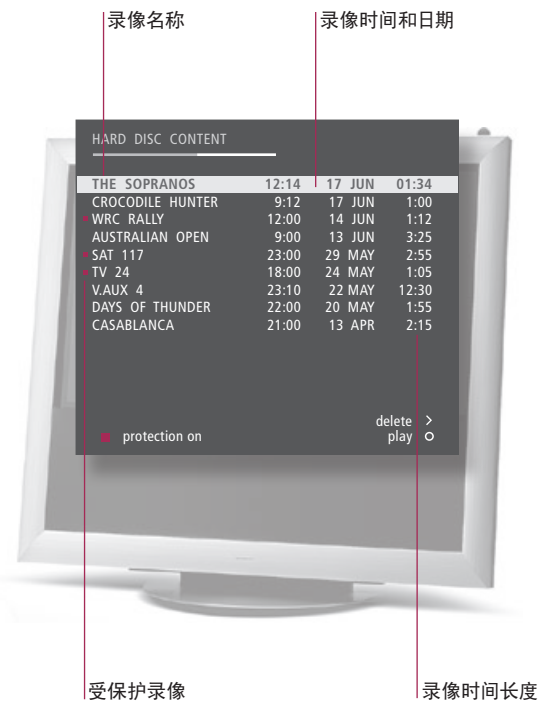 录像名称 录像时间和日期
HARD DISC CONTENT
THE SOPRANOS 12:14 17 JUN 01:34
CROCODILE HUNTER 9:12 17 JUN 1:00
WRC RALLY 12:00 14 JUN 1:12
AUSTRALIAN OPEN 9:00 13 JUN 3:25
SAT 117 23:00 29 MAY 2:55
TV 24 18:00 24 MAY 1:05
V.AUX 4 23:10 22 MAY 12:30
DAYS OF THUNDER 22:00 20 MAY 1:55
CASABLANCA 21:00 13 APR 2:15
delete >
protection on play
受保护录像 录像时间长度